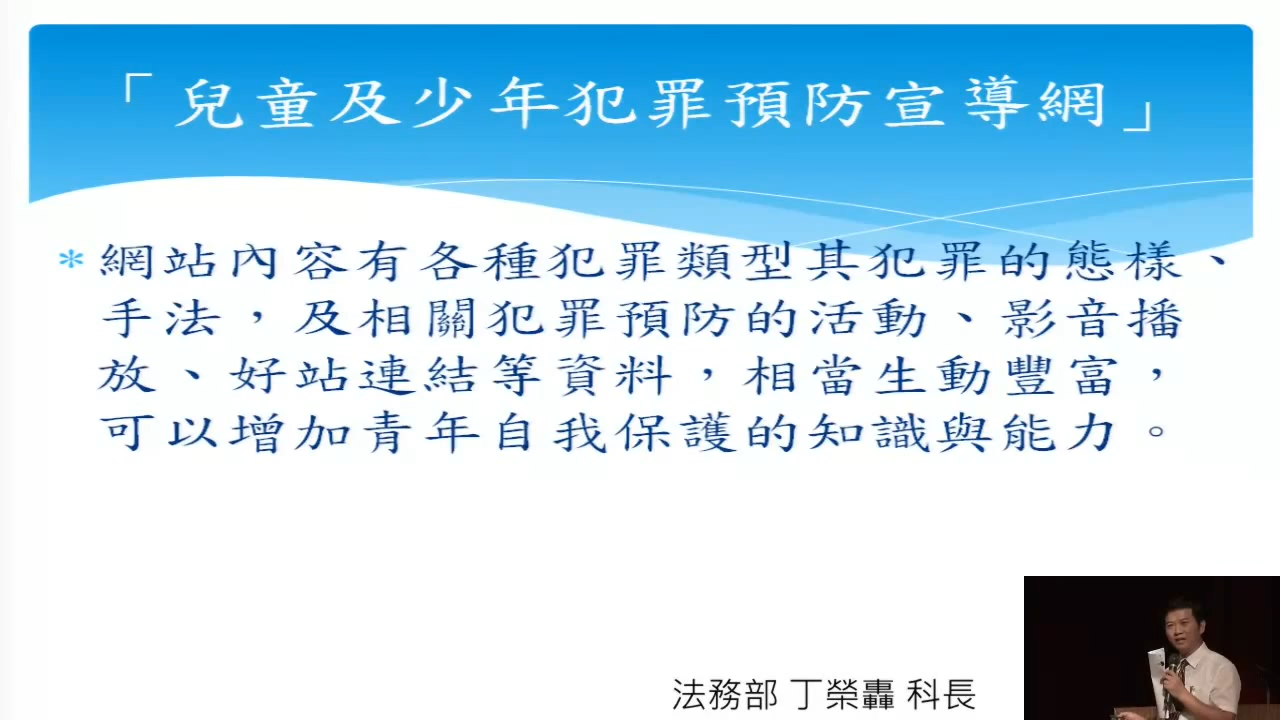 「兒童及少年犯罪預防宣導網」
* 網站內容有各種犯罪類型其犯罪的態樣、
手法，及相關犯罪預防的活動、影音播
放、好站連結等資料，相當生動豐富，
可以增加青年自我保護的知識與能力。
法務部 丁榮轟 科長